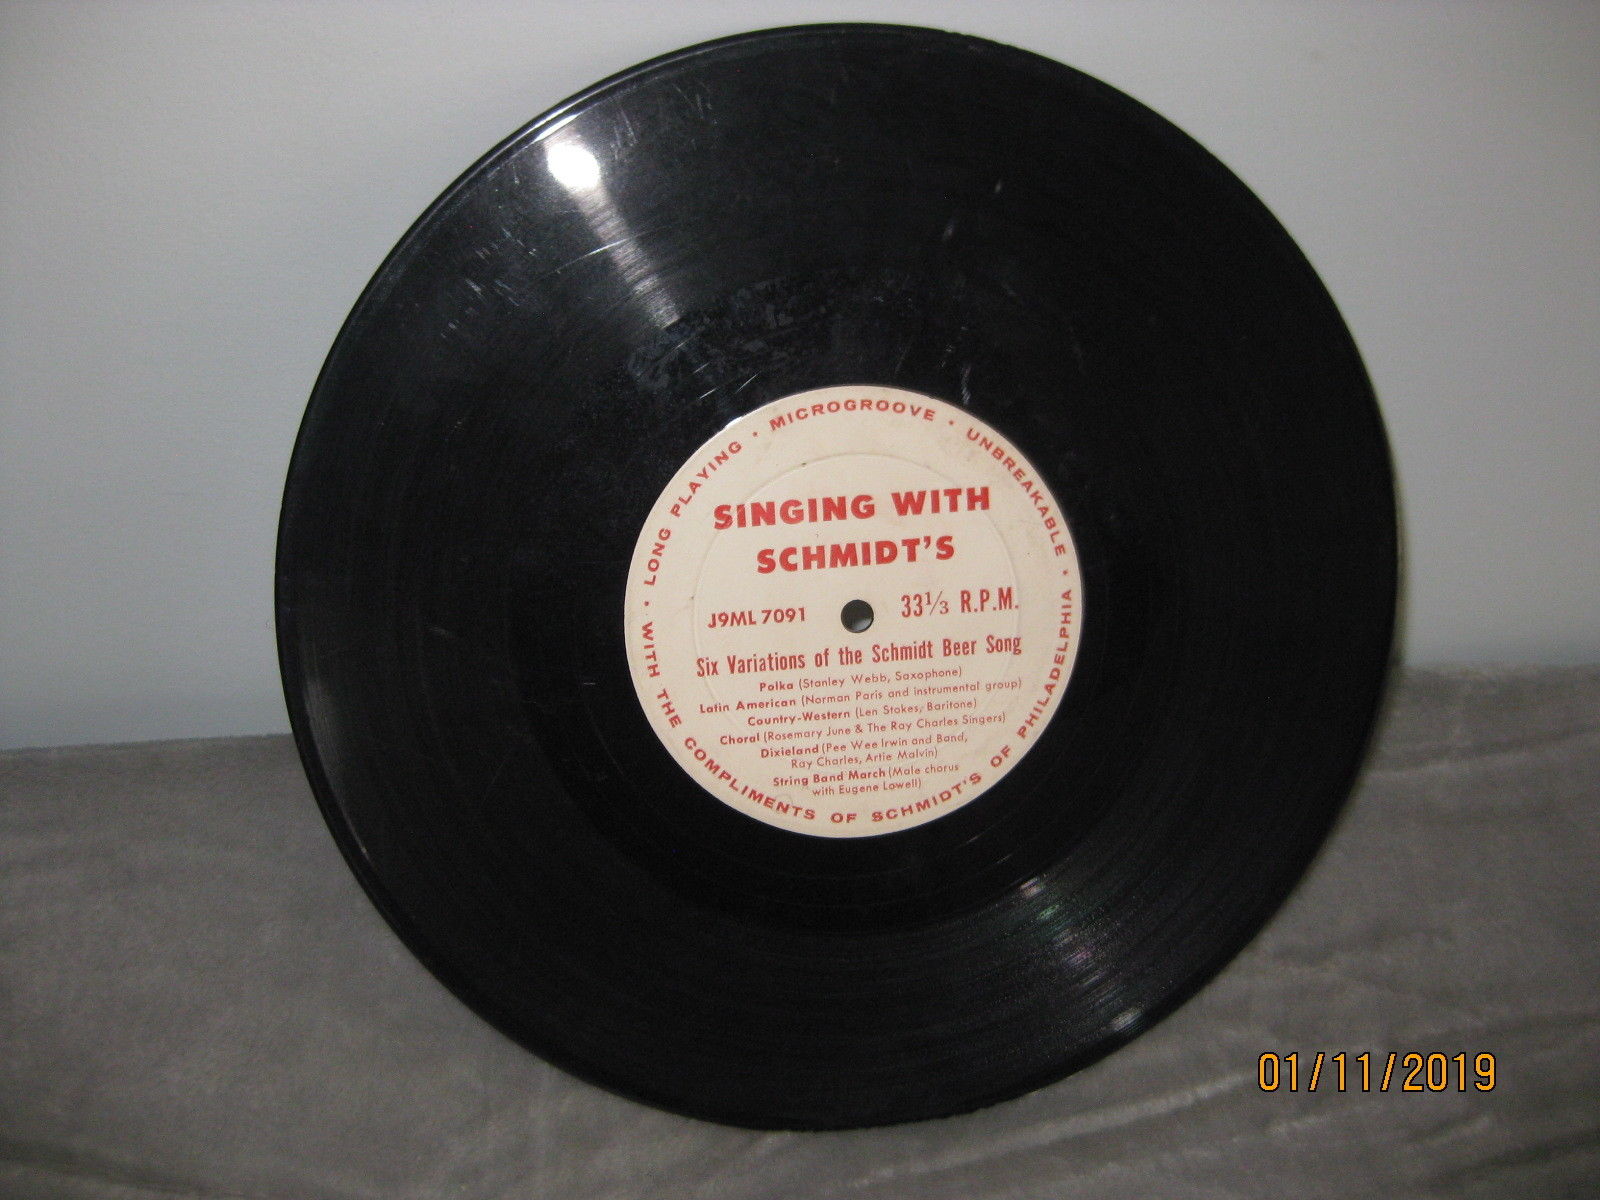 LONG PLAYING • MICROGROOVE • UNBREAKABLE •
WITH THE COMPLIMENTS OF SCHMIDT'S OF PHILADELPHIA •
SINGING WITH
SCHMIDT'S
J9ML 7091 33⅓ R.P.M.
Six Variations of the Schmidt Beer Song
Polka (Stanley Webb, Saxophone)
Latin American (Norman Paris and instrumental group)
Country-Western (Len Stokes, Baritone)
Choral (Rosemary June & The Ray Charles Singers)
Dixieland (Pee Wee Irwin and Band,
Ray Charles, Artie Malvin)
String Band March (Male chorus
with Eugene Lowell)
01/11/2019